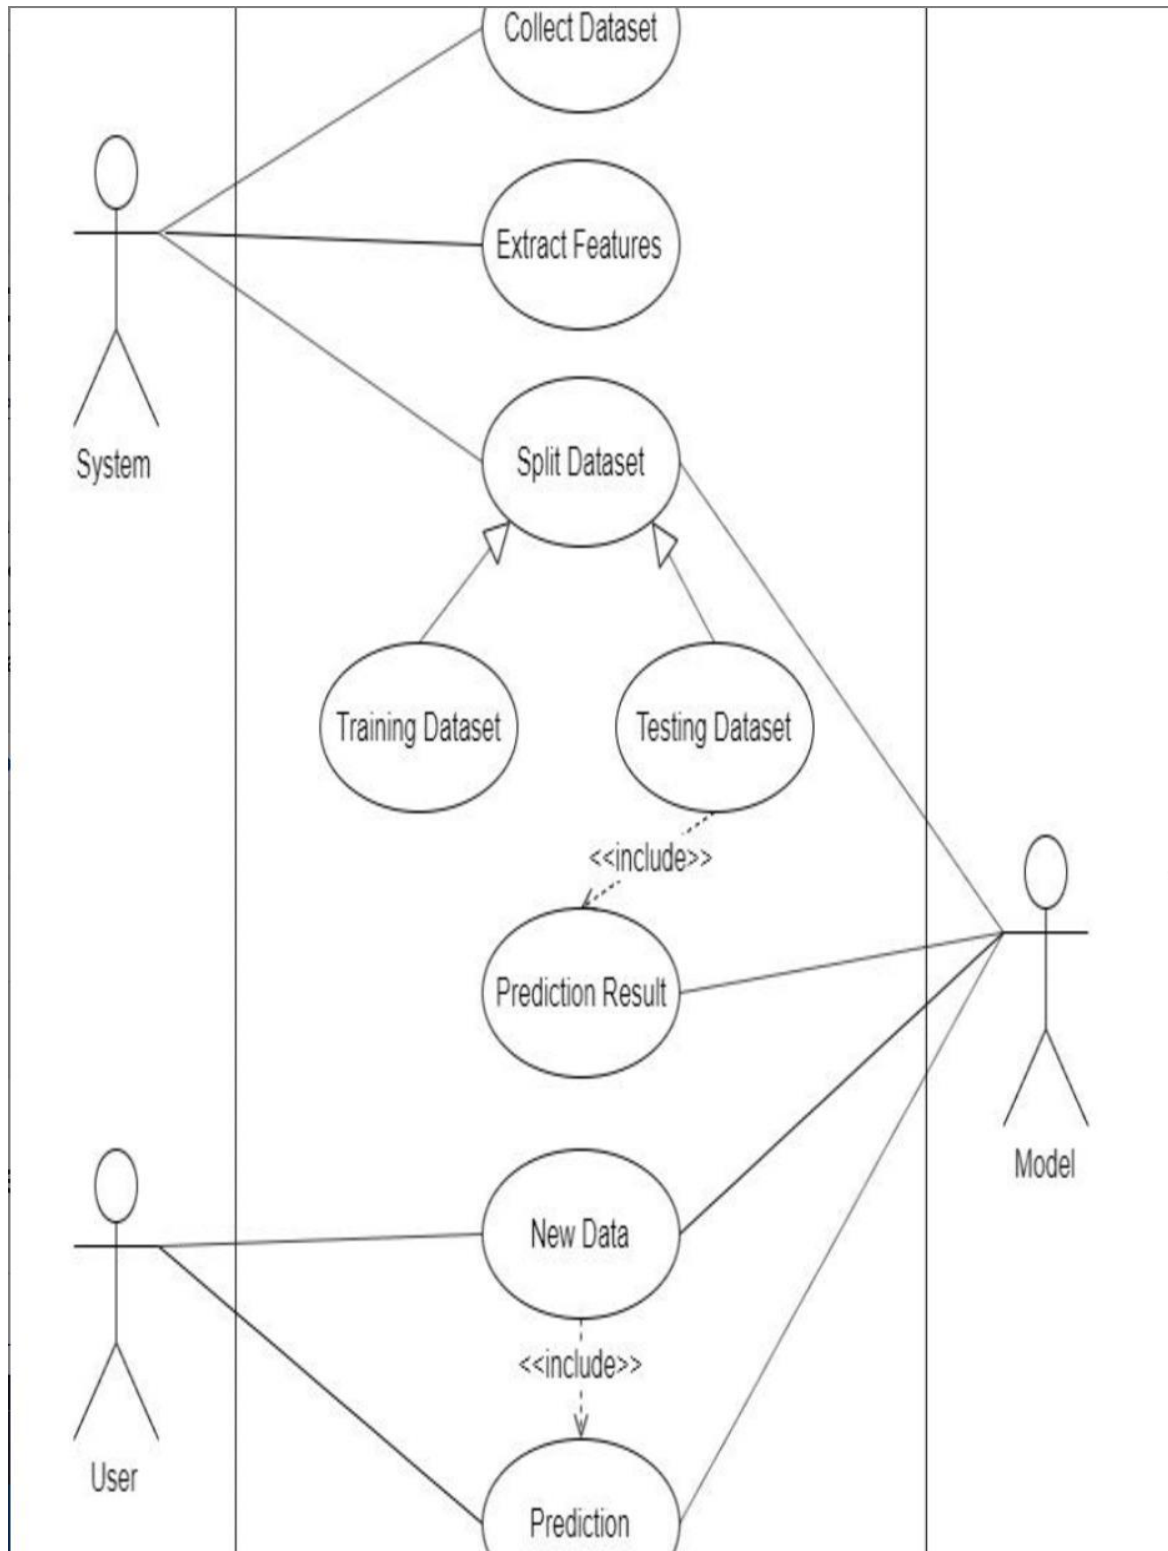 Collect Dataset
Extract Features
System
Split Dataset
Training Dataset
Testing Dataset
<<include>>
Prediction Result
Model
New Data
<<include>>
User
Prediction